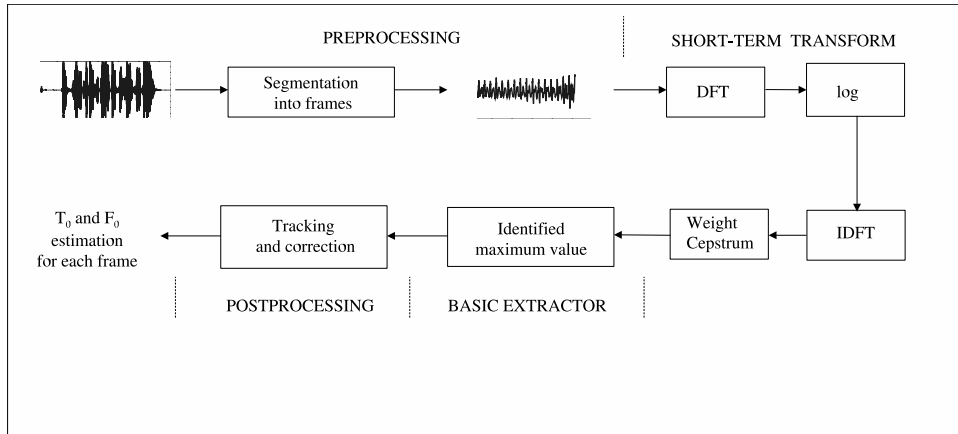 PREPROCESSING
SHORT-TERM TRANSFORM
Segmentation
into frames
DFT
log
T₀ and F₀
estimation
for each frame
Tracking
and correction
Identified
maximum value
Weight
Cepstrum
IDFT
POSTPROCESSING
BASIC EXTRACTOR